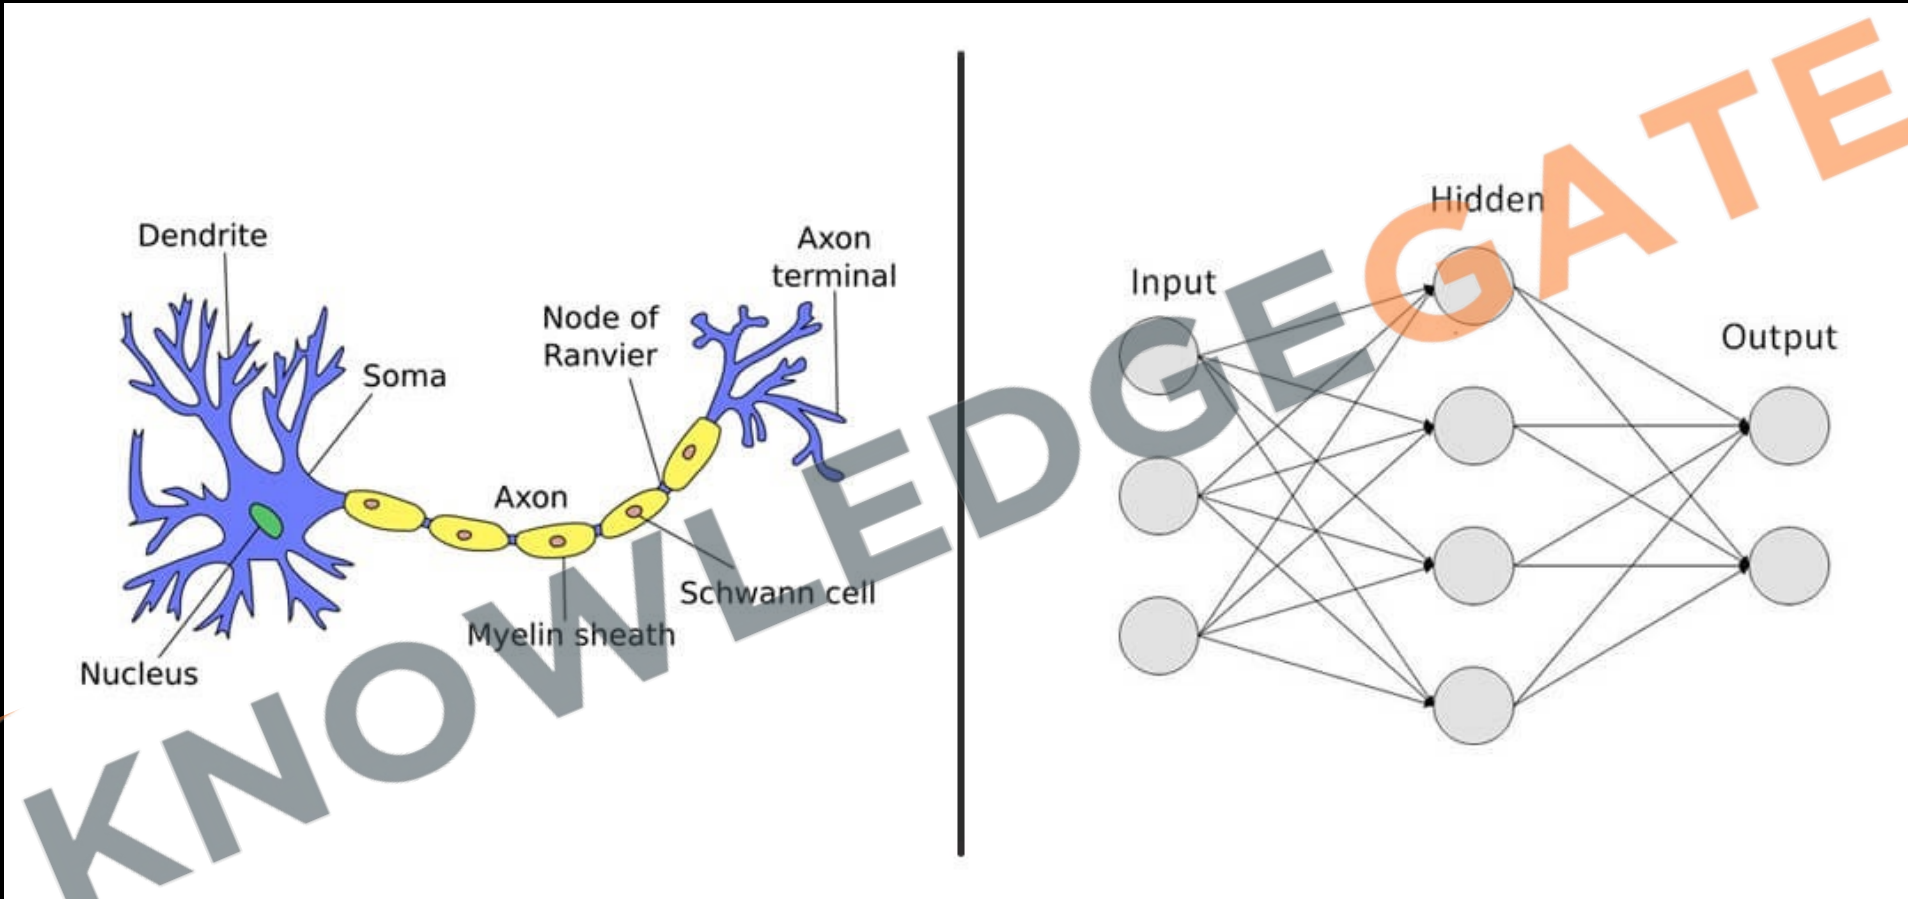 Dendrite
Soma
Nucleus
Axon
Node of
Ranvier
Axon
terminal
Schwann cell
Myelin sheath
Input
Hidden
Output
KNOWLEDGEGATE